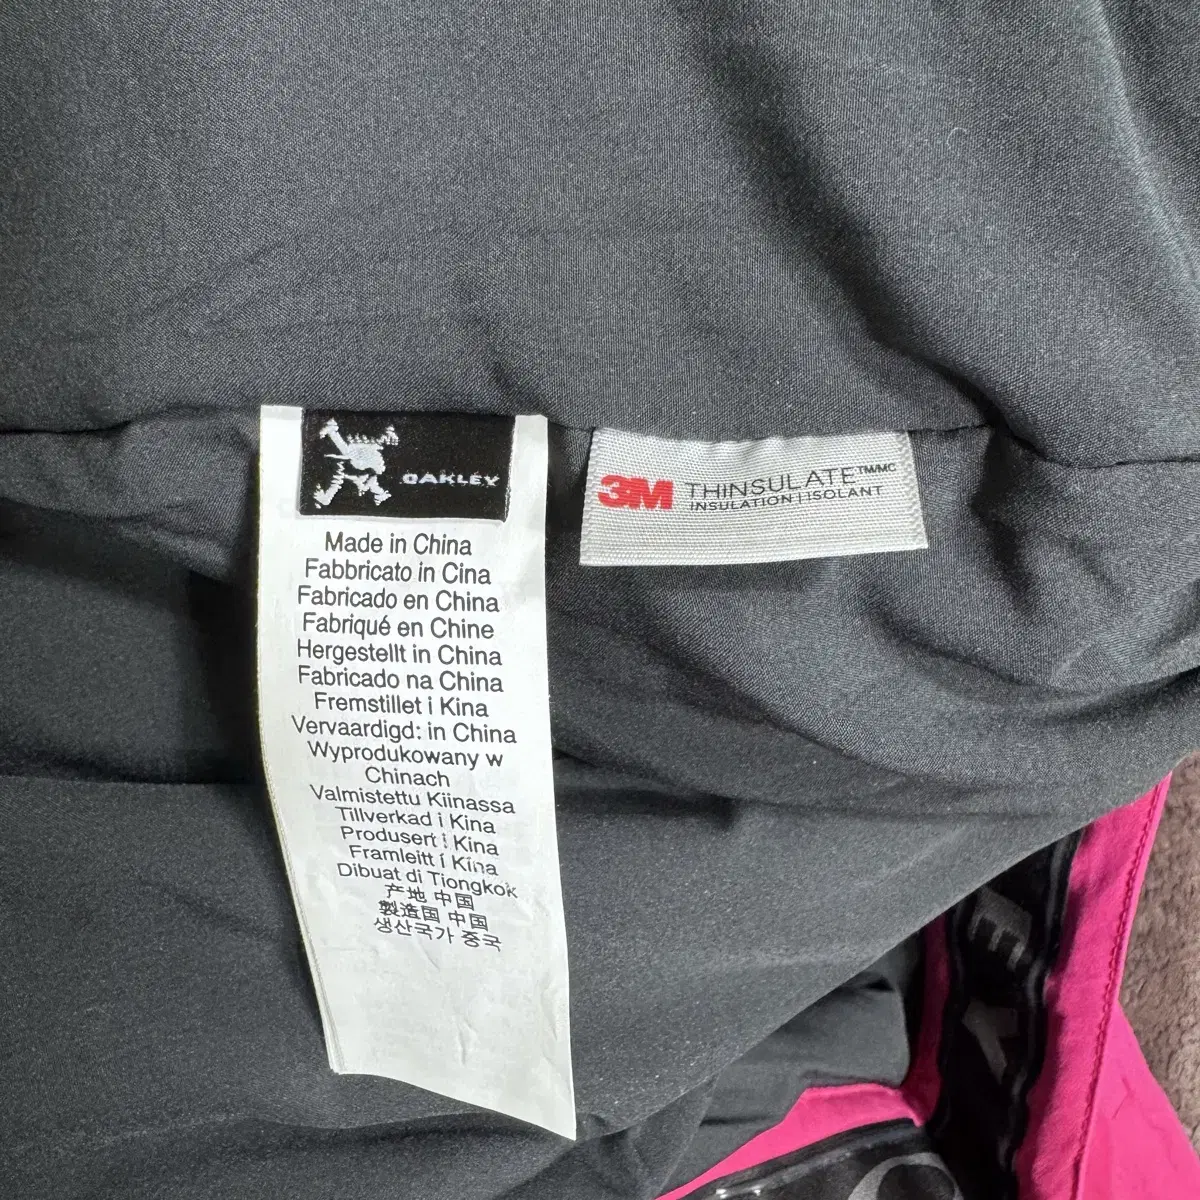 OAKLEY
Made in China
Fabbricato in Cina
Fabricado en China
Fabriqué en Chine
Hergestellt in China
Fabricado na China
Fremstillet i Kina
Vervaardigd: in China
Wyprodukowany w
Chinach
Valmistettu Kiinassa
Tillverkad i Kina
Produsert i Kina
Framleitt í Kína
Dibuat di Tiongkok
产地 中国
製造国 中国
생산국가 중국
3M THINSULATE™/MC
INSULATION | ISOLANT